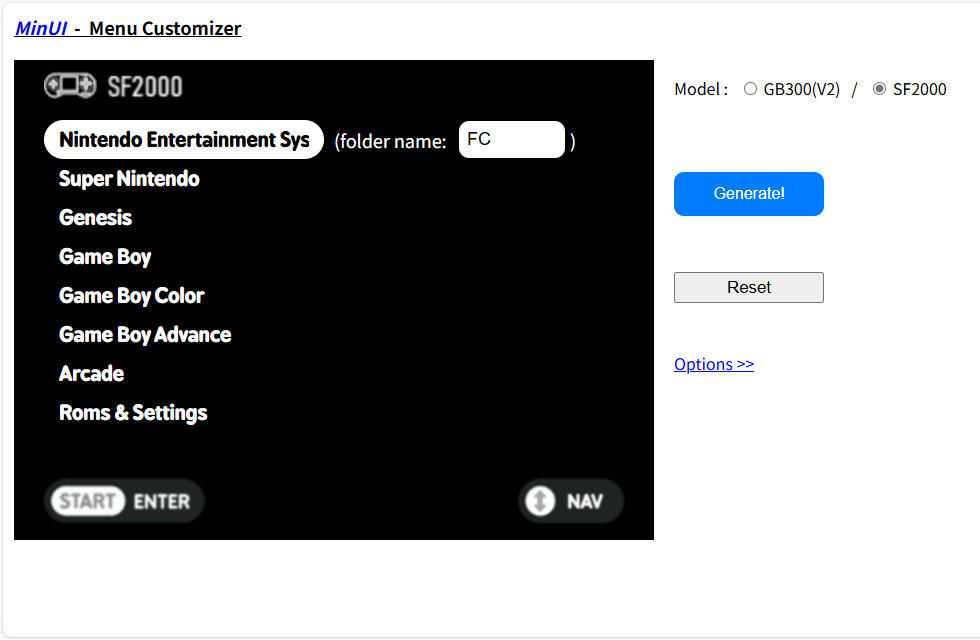 MinUI - Menu Customizer
SF2000
Model : GB300(V2) / SF2000
Nintendo Entertainment Sys (folder name: FC )
Super Nintendo
Generate!
Genesis
Game Boy
Game Boy Color
Reset
Game Boy Advance
Options >>
Arcade
Roms & Settings
START ENTER
NAV